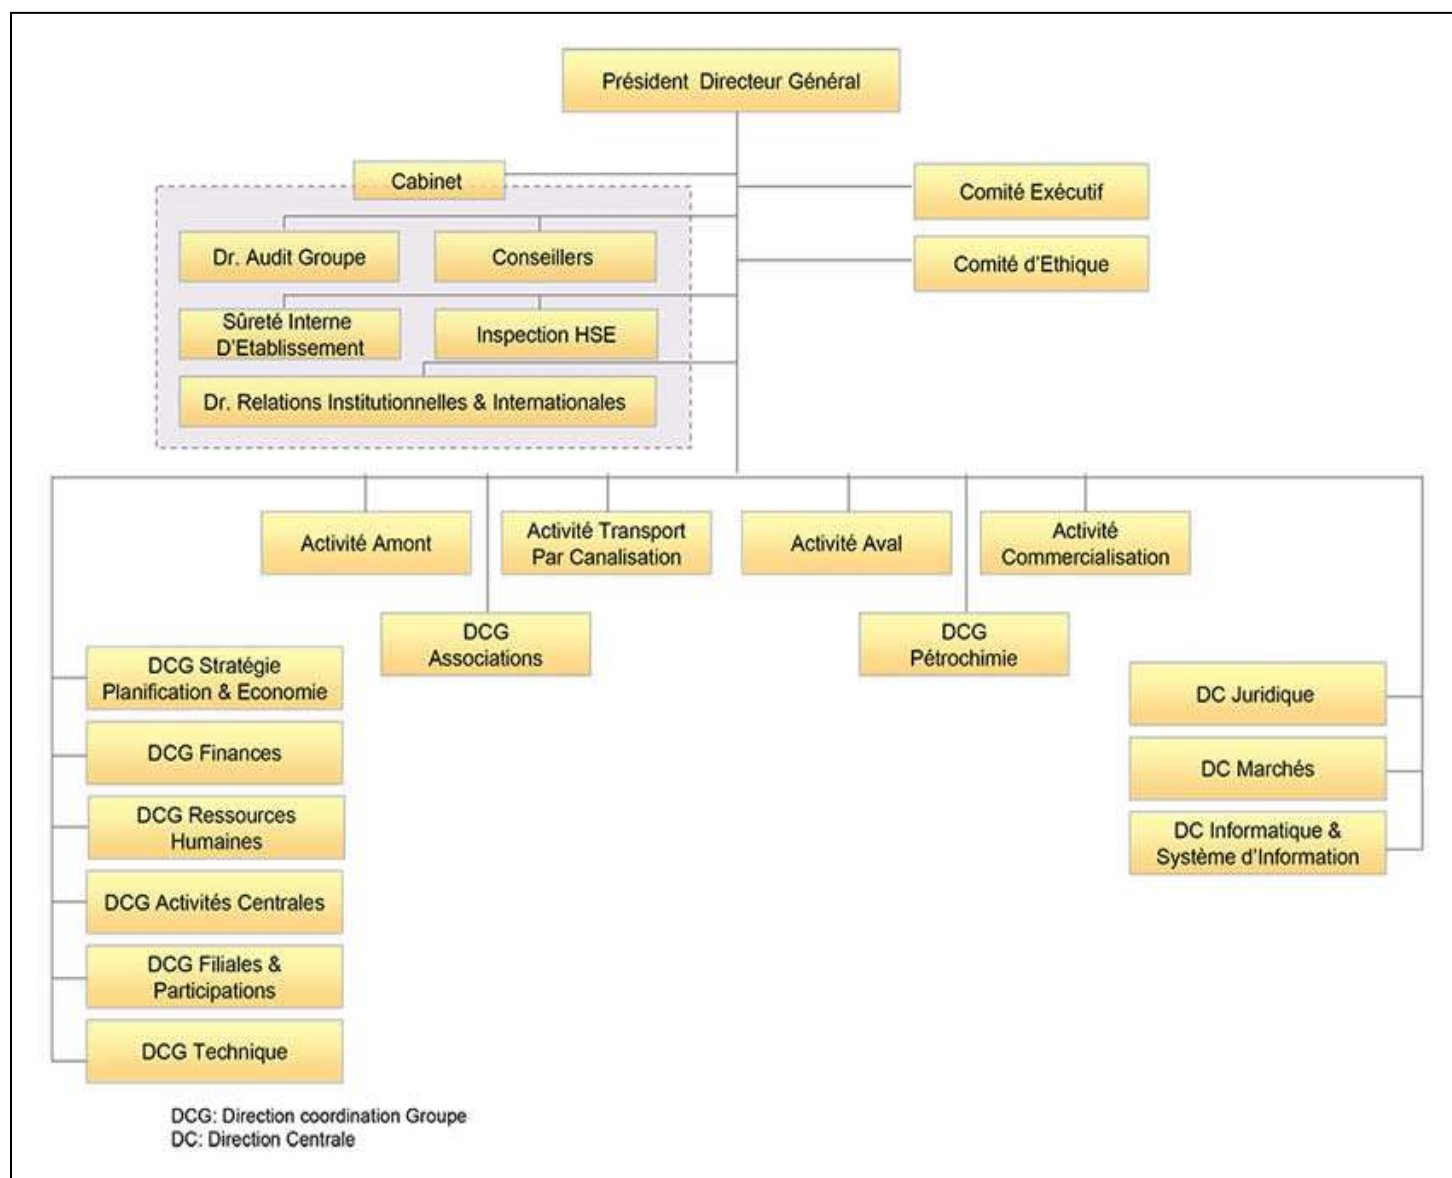 Président Directeur Général
Cabinet
Comité Exécutif
Dr. Audit Groupe
Conseillers
Comité d'Ethique
Sûreté Interne
D'Etablissement
Inspection HSE
Dr. Relations Institutionnelles & Internationales
Activité Amont
Activité Transport
Par Canalisation
Activité Aval
Activité
Commercialisation
DCG
Associations
DCG
Pétrochimie
DCG Stratégie
Planification & Economie
DCG Finances
DCG Ressources
Humaines
DCG Activités Centrales
DCG Filiales &
Participations
DCG Technique
DC Juridique
DC Marchés
DC Informatique &
Système d'Information
DCG: Direction coordination Groupe
DC: Direction Centrale